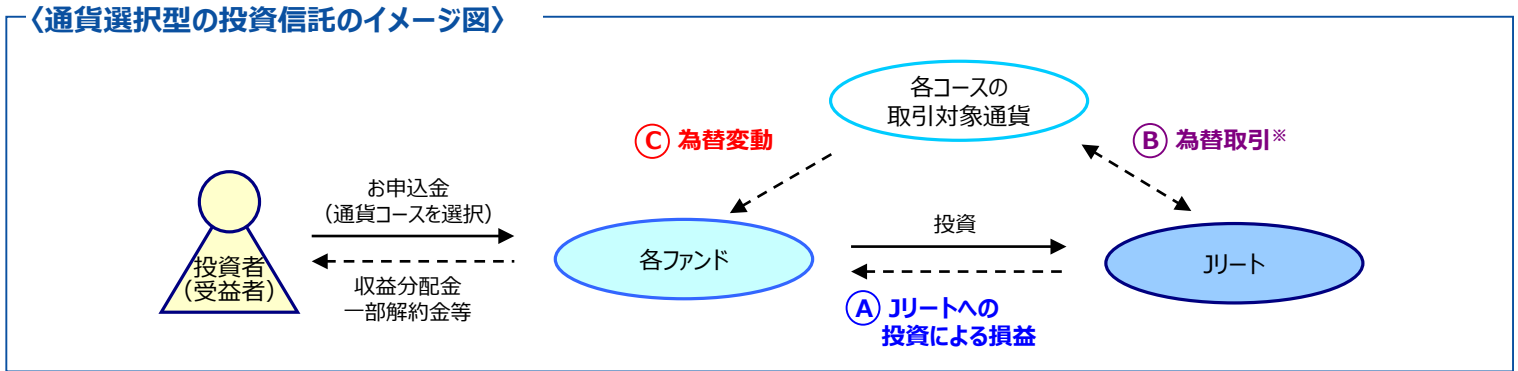 〈通貨選択型の投資信託のイメージ図〉
各コースの
取引対象通貨
C 為替変動
B 為替取引※
お申込金
(通貨コースを選択)
投資
投資者
(受益者)
各ファンド
Jリート
収益分配金
一部解約金等
A Jリートへの
投資による損益